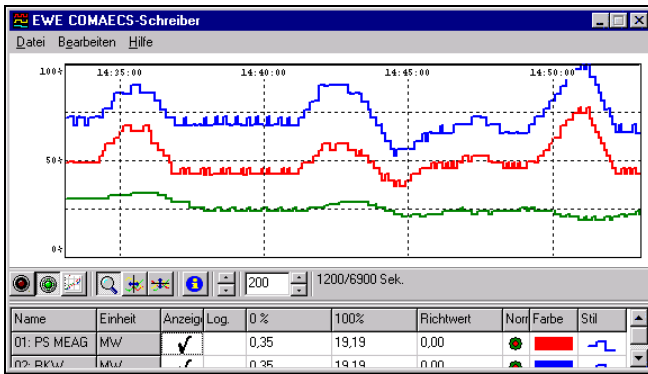 EWE COMAECS-Schreiber
Datei Bearbeiten Hilfe
100% 14:35:00 14:40:00 14:45:00 14:50:00
50%
0%
200 1200/6900 Sek.
Name Einheit Anzeige Log. 0 % 100% Richtwert Norr Farbe Stil
01: PS MEAG MW 0,35 19,19 0,00
02: BKW MW 0,35 19,19 0,00